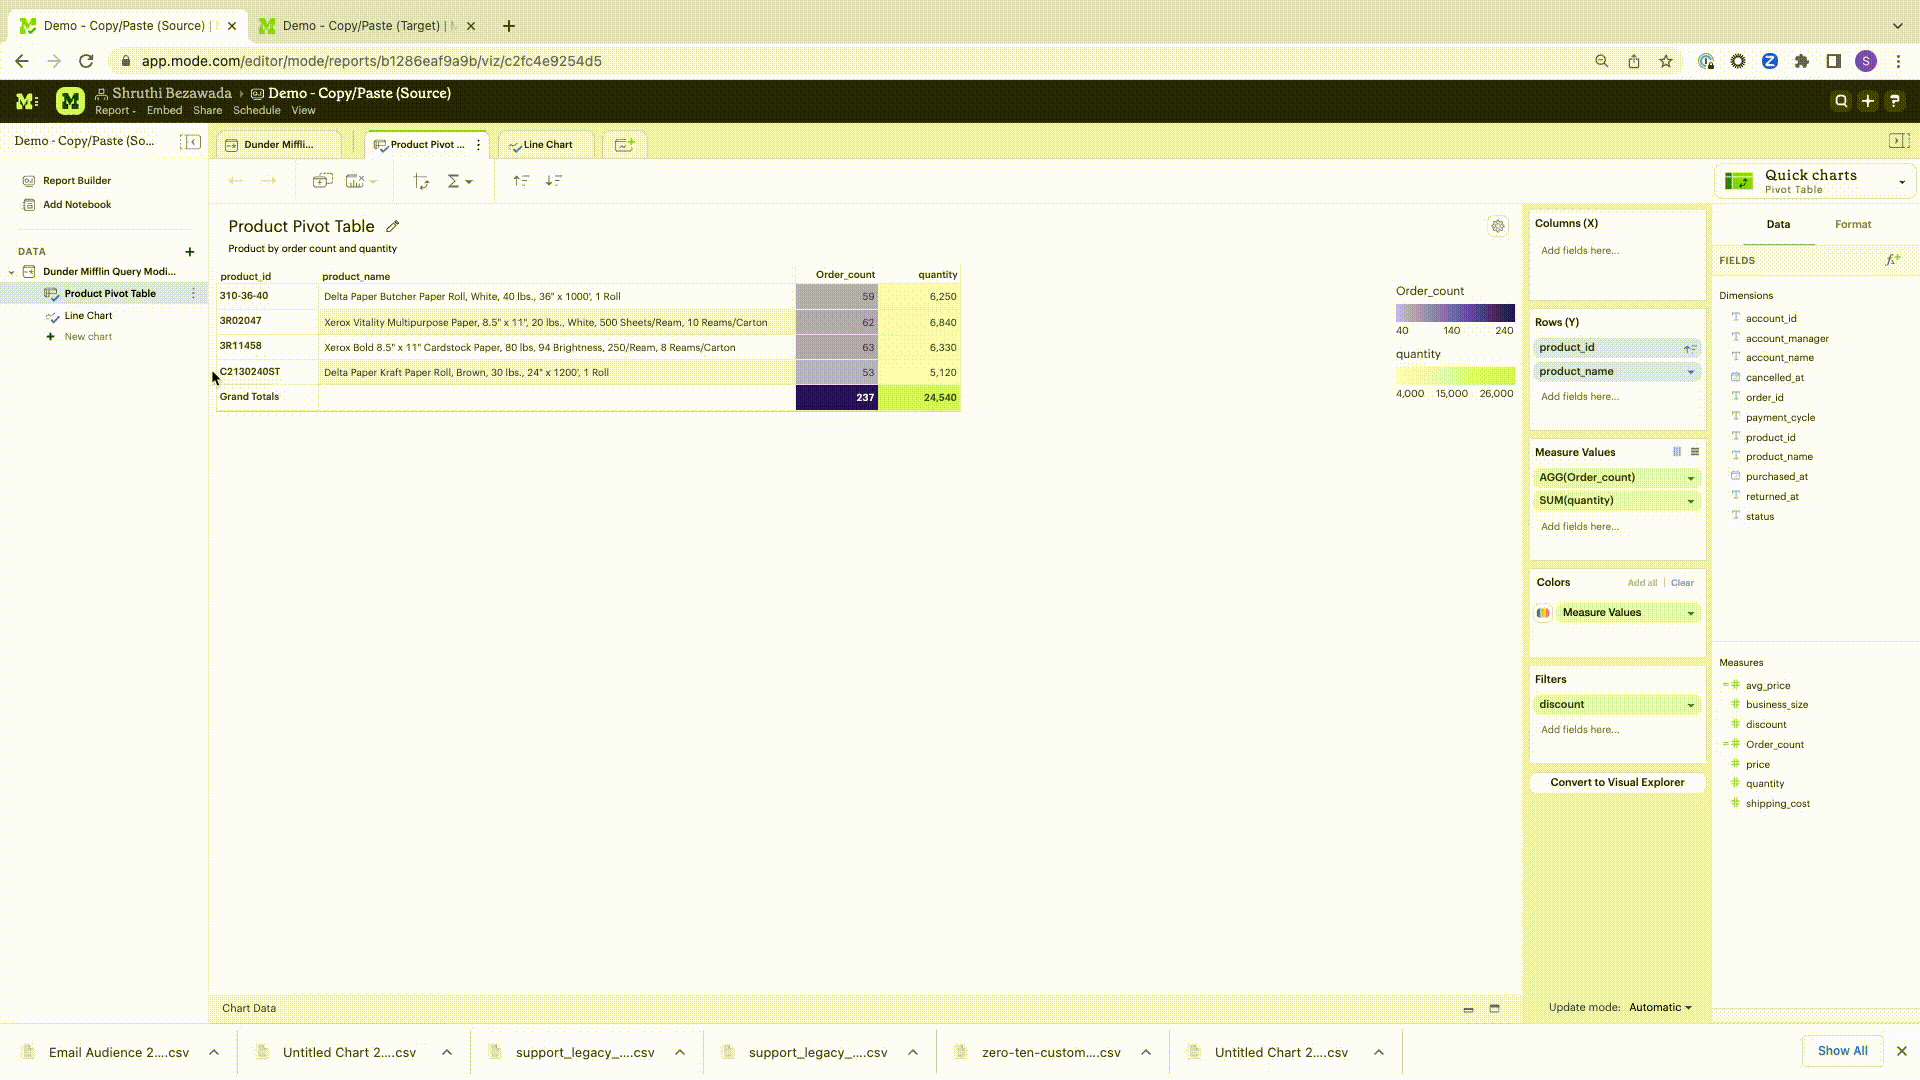 Demo - Copy/Paste (Source) |
Demo - Copy/Paste (Target) |
app.mode.com/editor/mode/reports/b1286eaf9a9b/viz/c2fc4e9254d5
S
Shruthi Bezawada › Demo - Copy/Paste (Source)
Report Embed Share Schedule View
Demo - Copy/Paste (So...
Dunder Miffli...
Product Pivot ...
Line Chart
Report Builder
Add Notebook
DATA
Dunder Mifflin Query Modi...
Product Pivot Table
Line Chart
New chart
Quick charts
Pivot Table
Product Pivot Table
Product by order count and quantity
product_id product_name Order_count quantity
310-36-40 Delta Paper Butcher Paper Roll, White, 40 lbs., 36" x 1000', 1 Roll 59 6,250
3R02047 Xerox Vitality Multipurpose Paper, 8.5" x 11", 20 lbs., White, 500 Sheets/Ream, 10 Reams/Carton 62 6,840
3R11458 Xerox Bold 8.5" x 11" Cardstock Paper, 80 lbs, 94 Brightness, 250/Ream, 8 Reams/Carton 63 6,330
C2130240ST Delta Paper Kraft Paper Roll, Brown, 30 lbs., 24" x 1200', 1 Roll 53 5,120
Grand Totals 237 24,540
Order_count
40 140 240
quantity
4,000 15,000 26,000
Columns (X)
Add fields here...
Rows (Y)
product_id
product_name
Add fields here...
Measure Values
AGG(Order_count)
SUM(quantity)
Add fields here...
Colors Add all | Clear
Measure Values
Filters
discount
Add fields here...
Convert to Visual Explorer
Data Format
FIELDS
Dimensions
account_id
account_manager
account_name
cancelled_at
order_id
payment_cycle
product_id
product_name
purchased_at
returned_at
status
Measures
avg_price
business_size
discount
Order_count
price
quantity
shipping_cost
Chart Data
Update mode: Automatic
Email Audience 2....csv
Untitled Chart 2....csv
support_legacy_....csv
support_legacy_....csv
zero-ten-custom....csv
Untitled Chart 2....csv
Show All